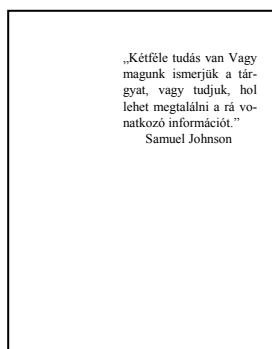 „Kétféle tudás van Vagy
magunk ismerjük a tár-
gyat, vagy tudjuk, hol
lehet megtalálni a rá vo-
natkozó információt.”
Samuel Johnson